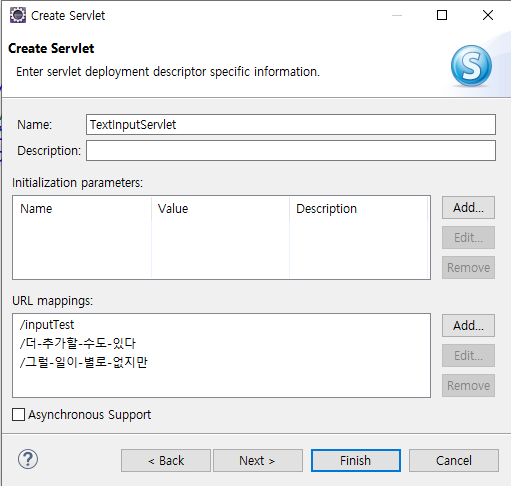 Create Servlet
Create Servlet
Enter servlet deployment descriptor specific information.
Name: TextInputServlet
Description:
Initialization parameters:
Name Value Description
Add...
Edit...
Remove
URL mappings:
/inputTest
/더-추가할-수도-있다
/그럴-일이-별로-없지만
Add...
Edit...
Remove
Asynchronous Support
? < Back Next > Finish Cancel